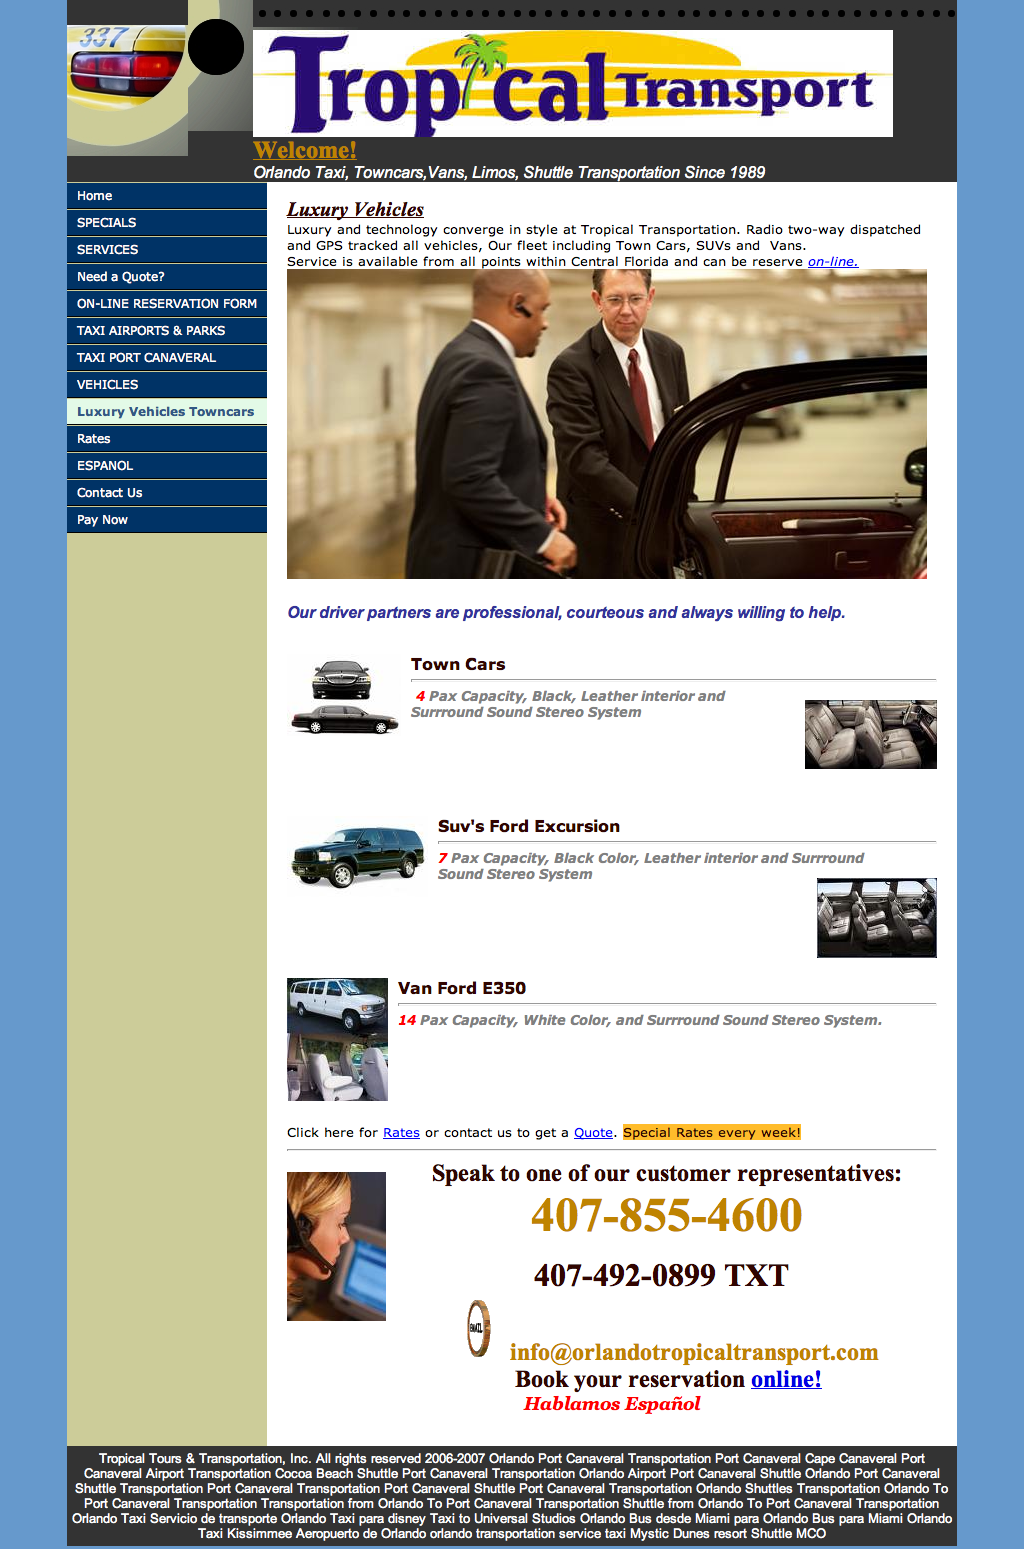 337
Tropical Transport
Welcome!
Orlando Taxi, Towncars,Vans, Limos, Shuttle Transportation Since 1989
Home
SPECIALS
SERVICES
Need a Quote?
ON-LINE RESERVATION FORM
TAXI AIRPORTS & PARKS
TAXI PORT CANAVERAL
VEHICLES
Luxury Vehicles Towncars
Rates
ESPANOL
Contact Us
Pay Now
Luxury Vehicles
Luxury and technology converge in style at Tropical Transportation. Radio two-way dispatched
and GPS tracked all vehicles, Our fleet including Town Cars, SUVs and  Vans.
Service is available from all points within Central Florida and can be reserve on-line.
Our driver partners are professional, courteous and always willing to help.
Town Cars
4 Pax Capacity, Black, Leather interior and
Surrround Sound Stereo System
Suv's Ford Excursion
7 Pax Capacity, Black Color, Leather interior and Surrround
Sound Stereo System
Van Ford E350
14 Pax Capacity, White Color, and Surrround Sound Stereo System.
Click here for Rates or contact us to get a Quote. Special Rates every week!
Speak to one of our customer representatives:
407-855-4600
407-492-0899 TXT
EMAIL
info@orlandotropicaltransport.com
Book your reservation online!
Hablamos Español
Tropical Tours & Transportation, Inc. All rights reserved 2006-2007 Orlando Port Canaveral Transportation Port Canaveral Cape Canaveral Port
Canaveral Airport Transportation Cocoa Beach Shuttle Port Canaveral Transportation Orlando Airport Port Canaveral Shuttle Orlando Port Canaveral
Shuttle Transportation Port Canaveral Transportation Port Canaveral Shuttle Port Canaveral Transportation Orlando Shuttles Transportation Orlando To
Port Canaveral Transportation Transportation from Orlando To Port Canaveral Transportation Shuttle from Orlando To Port Canaveral Transportation
Orlando Taxi Servicio de transporte Orlando Taxi para disney Taxi to Universal Studios Orlando Bus desde Miami para Orlando Bus para Miami Orlando
Taxi Kissimmee Aeropuerto de Orlando orlando transportation service taxi Mystic Dunes resort Shuttle MCO